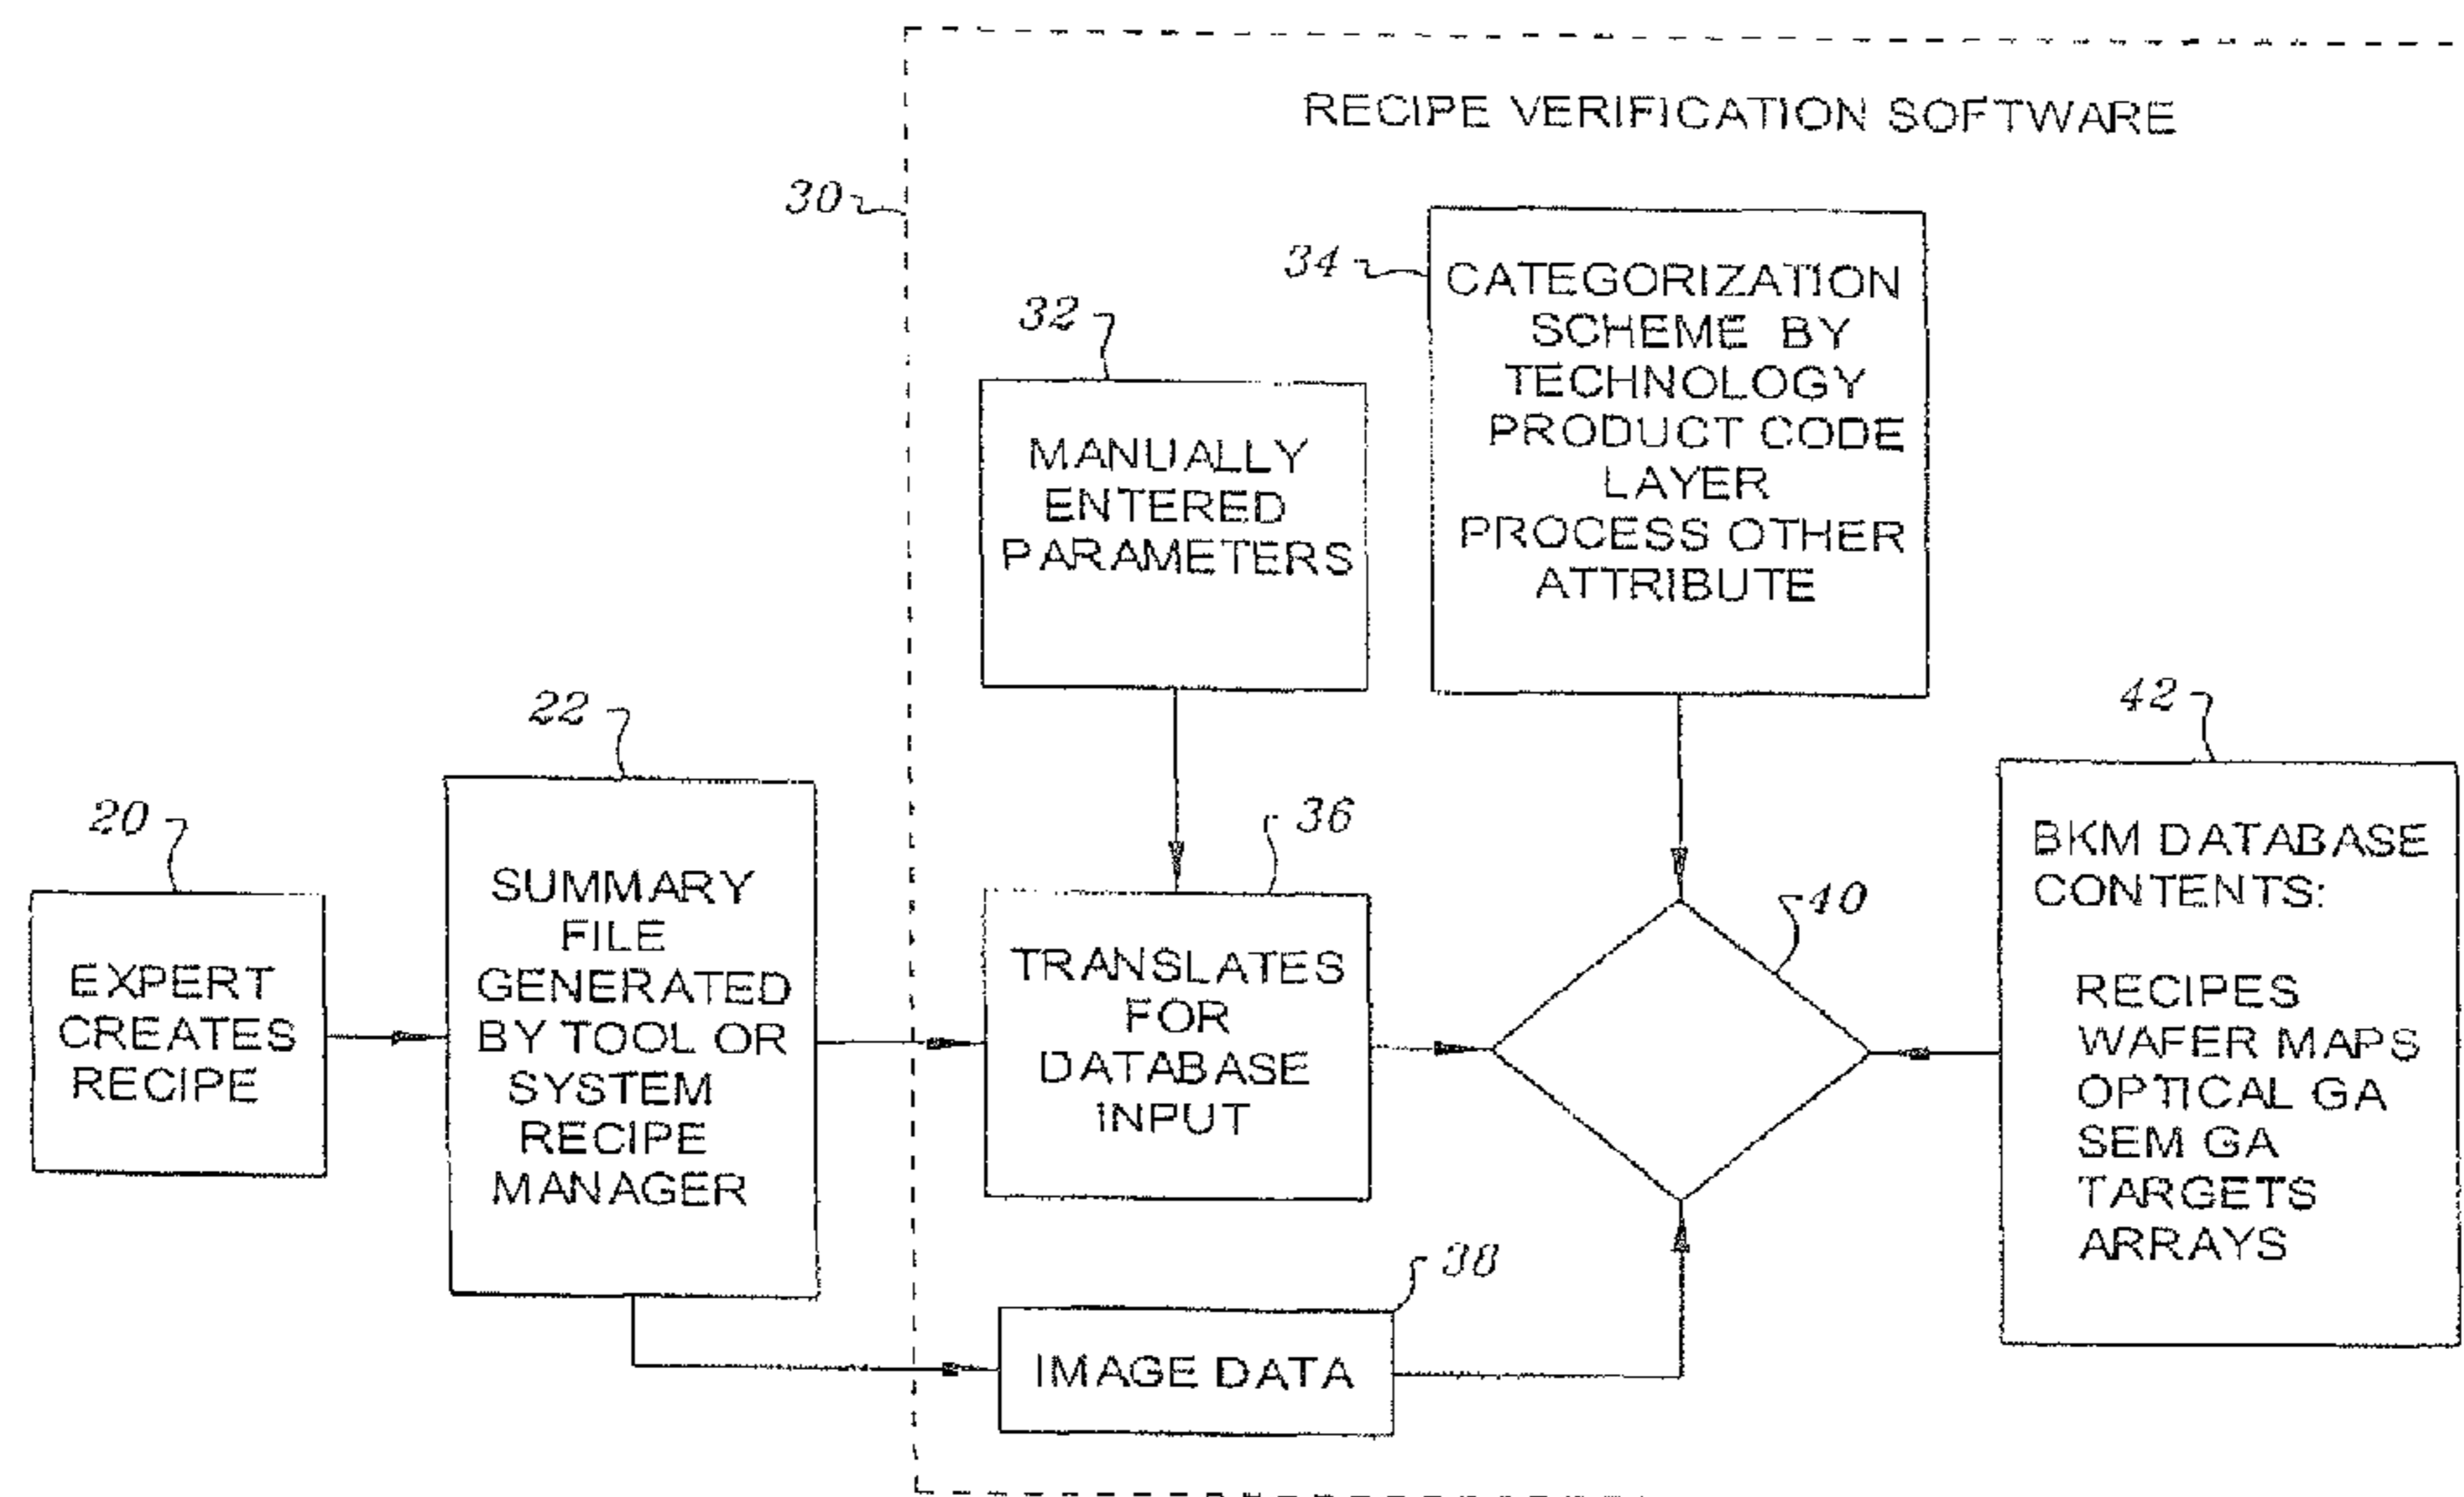 RECIPE VERIFICATION SOFTWARE
30
34
CATEGORIZATION
SCHEME BY
TECHNOLOGY
PRODUCT CODE
LAYER
PROCESS OTHER
ATTRIBUTE
32
MANUALLY
ENTERED
PARAMETERS
22
SUMMARY
FILE
GENERATED
BY TOOL OR
SYSTEM
RECIPE
MANAGER
20
EXPERT
CREATES
RECIPE
36
TRANSLATES
FOR
DATABASE
INPUT
40
42
BKM DATABASE
CONTENTS:
RECIPES
WAFER MAPS
OPTICAL GA
SEM GA
TARGETS
ARRAYS
38
IMAGE DATA